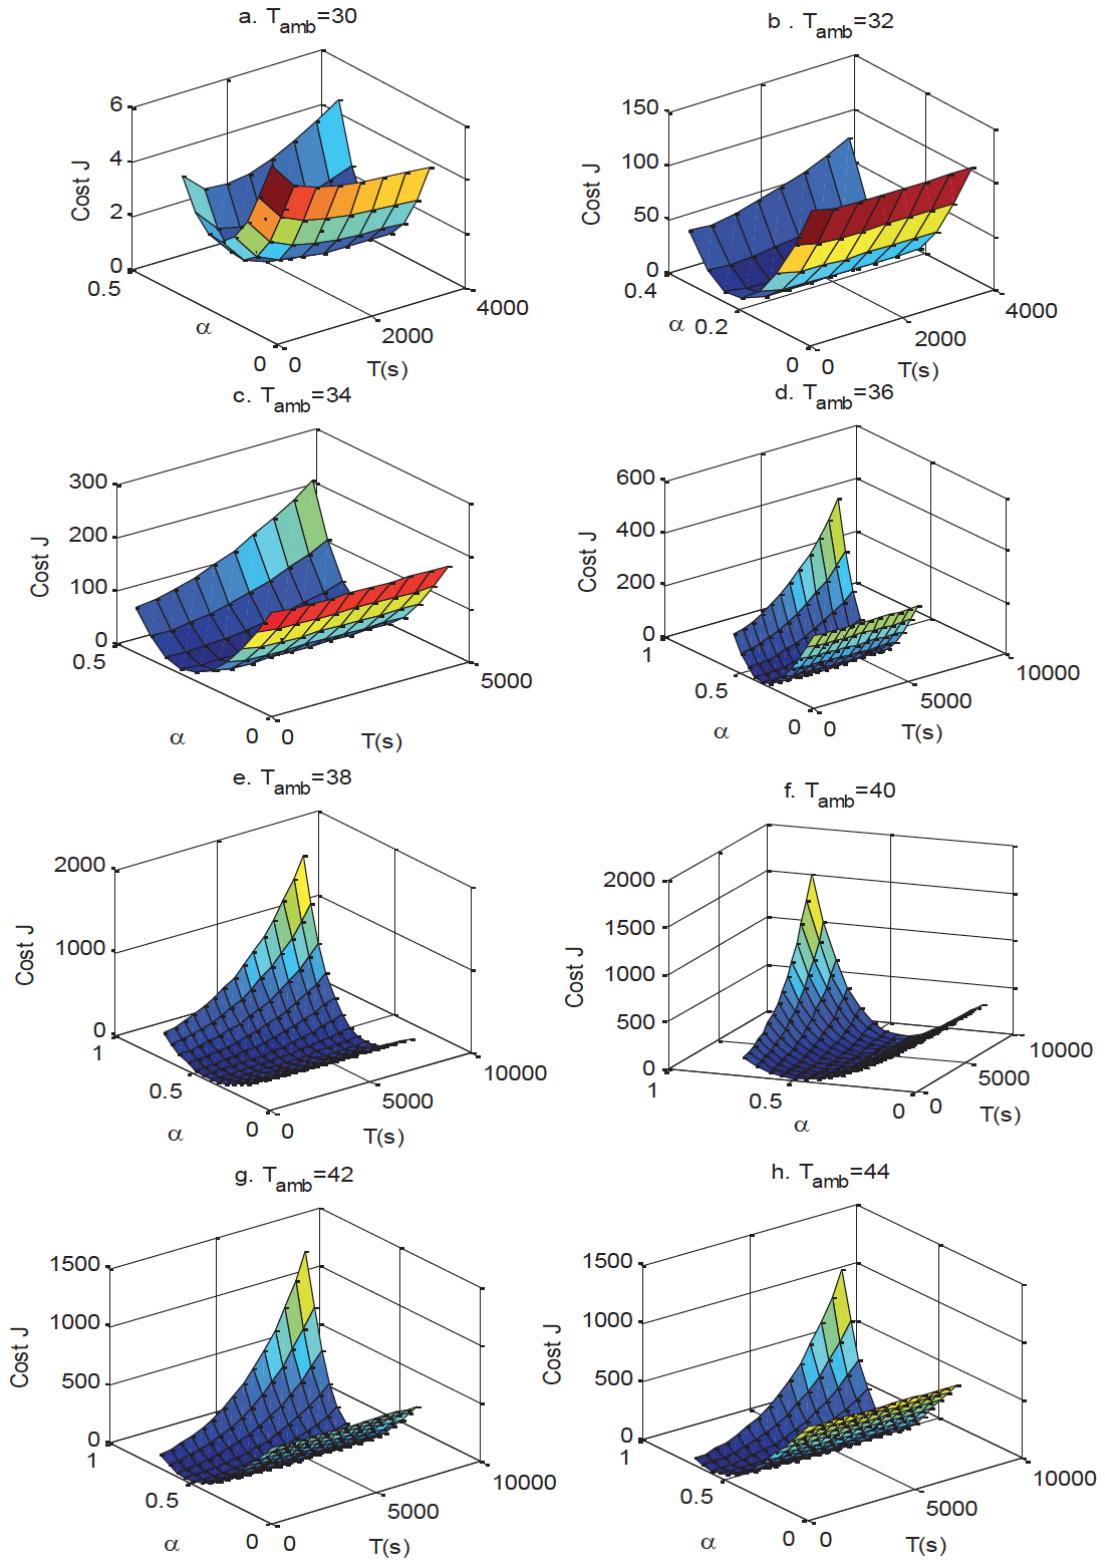 a. T_amb=30
6
4
2
0
Cost J
0.5
α
0
0
2000
4000
T(s)
b . T_amb=32
150
100
50
0
Cost J
0.4
α
0.2
0
0
2000
4000
T(s)
c. T_amb=34
300
200
100
0
Cost J
0.5
α
0
0
5000
T(s)
d. T_amb=36
600
400
200
0
Cost J
1
0.5
α
0
0
5000
10000
T(s)
e. T_amb=38
2000
1000
0
Cost J
1
0.5
α
0
0
5000
10000
T(s)
f. T_amb=40
2000
1500
1000
500
0
Cost J
1
0.5
α
0
0
5000
10000
T(s)
g. T_amb=42
1500
1000
500
0
Cost J
1
0.5
α
0
0
5000
10000
T(s)
h. T_amb=44
1500
1000
500
0
Cost J
1
0.5
α
0
0
5000
10000
T(s)